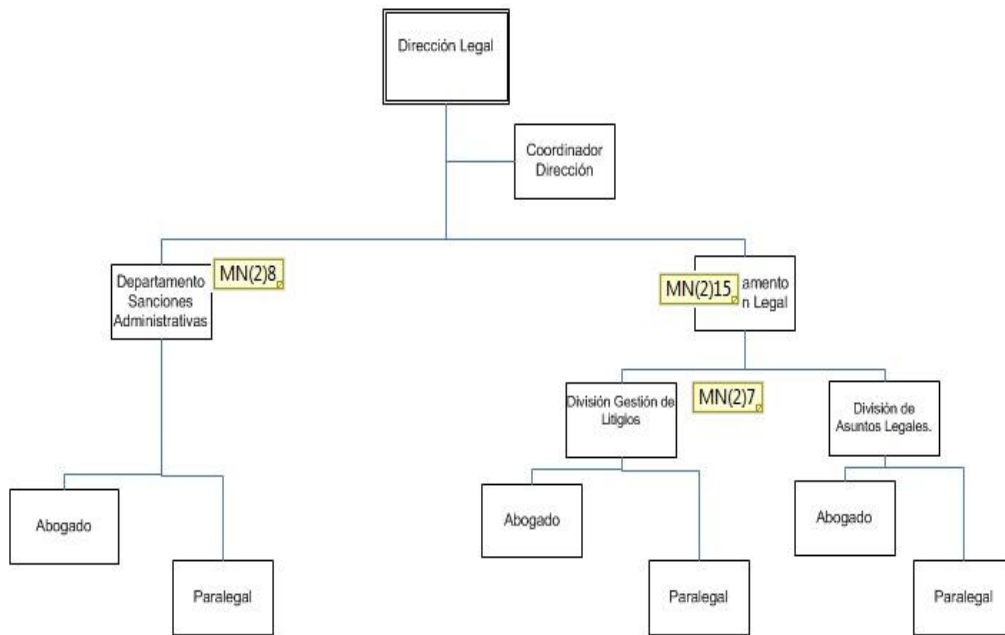 Dirección Legal
Coordinador
Dirección
Departamento
Sanciones
Administrativas
MN(2)8
MN(2)15
amento
n Legal
MN(2)7
División Gestión de
Litigios
División de
Asuntos Legales.
Abogado
Paralegal
Abogado
Paralegal
Abogado
Paralegal